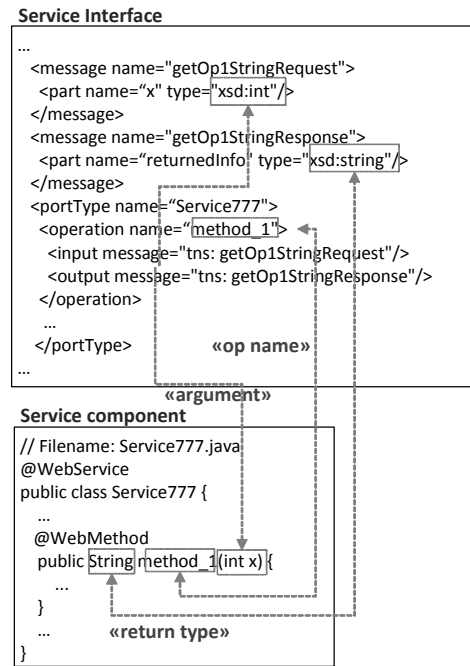 Service Interface
...
<message name="getOp1StringRequest">
<part name=“x" type="xsd:int"/>
</message>
<message name="getOp1StringResponse">
<part name=“returnedInfo" type="xsd:string"/>
</message>
<portType name=“Service777">
<operation name=“method_1">
<input message="tns: getOp1StringRequest"/>
<output message="tns: getOp1StringResponse"/>
</operation>
...
</portType>
«op name»
...
«argument»
Service component
// Filename: Service777.java
@WebService
public class Service777 {
...
@WebMethod
public String method_1(int x) {
...
}
...
«return type»
}